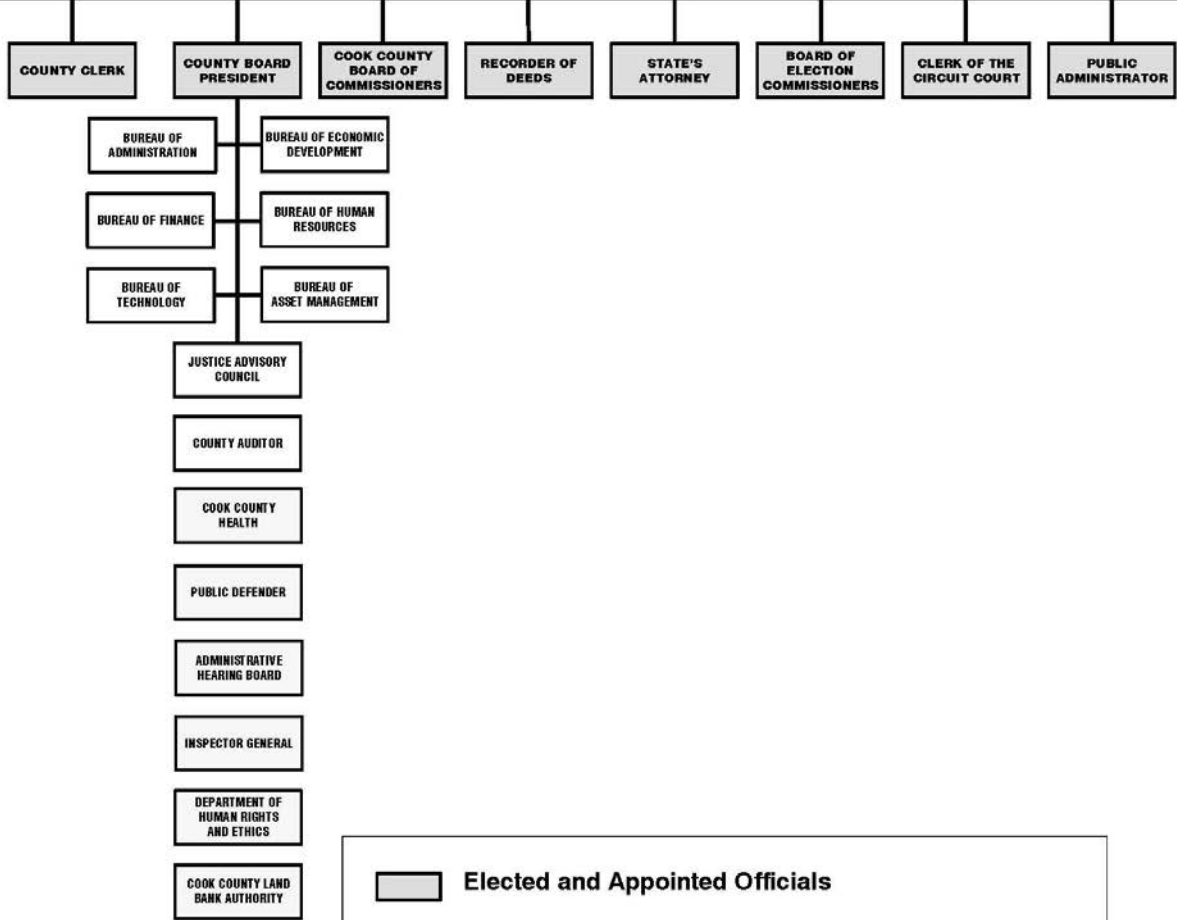 COUNTY CLERK
COUNTY BOARD
PRESIDENT
COOK COUNTY
BOARD OF
COMMISSIONERS
RECORDER OF
DEEDS
STATE'S
ATTORNEY
BOARD OF
ELECTION
COMMISSIONERS
CLERK OF THE
CIRCUIT COURT
PUBLIC
ADMINISTRATOR
BUREAU OF
ADMINISTRATION
BUREAU OF ECONOMIC
DEVELOPMENT
BUREAU OF FINANCE
BUREAU OF HUMAN
RESOURCES
BUREAU OF
TECHNOLOGY
BUREAU OF
ASSET MANAGEMENT
JUSTICE ADVISORY
COUNCIL
COUNTY AUDITOR
COOK COUNTY
HEALTH
PUBLIC DEFENDER
ADMINISTRATIVE
HEARING BOARD
INSPECTOR GENERAL
DEPARTMENT OF
HUMAN RIGHTS
AND ETHICS
COOK COUNTY LAND
BANK AUTHORITY
Elected and Appointed Officials